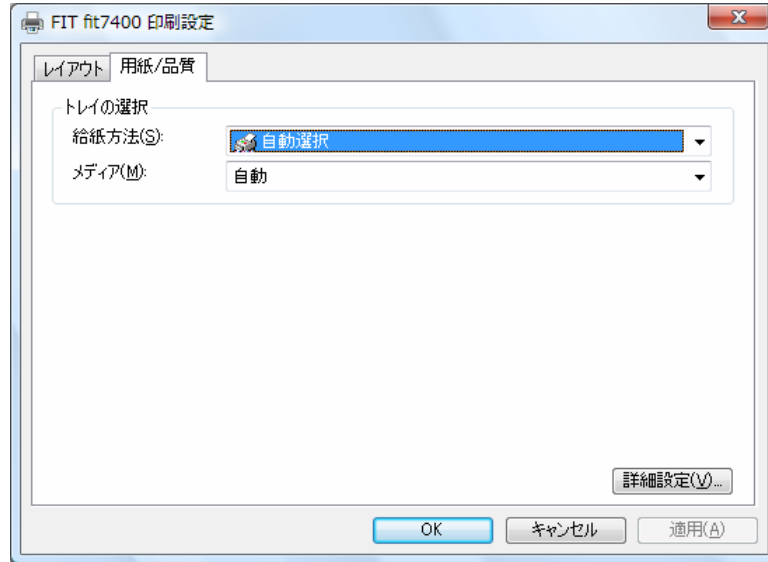 FIT fit7400 印刷設定
レイアウト 用紙/品質
トレイの選択
給紙方法(S): 自動選択
メディア(M): 自動
詳細設定(V)...
OK キャンセル 適用(A)